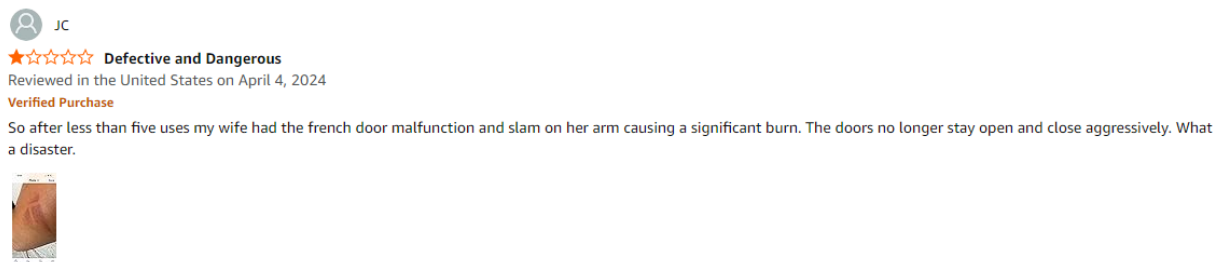 JC
Defective and Dangerous
Reviewed in the United States on April 4, 2024
Verified Purchase
So after less than five uses my wife had the french door malfunction and slam on her arm causing a significant burn. The doors no longer stay open and close aggressively. What
a disaster.